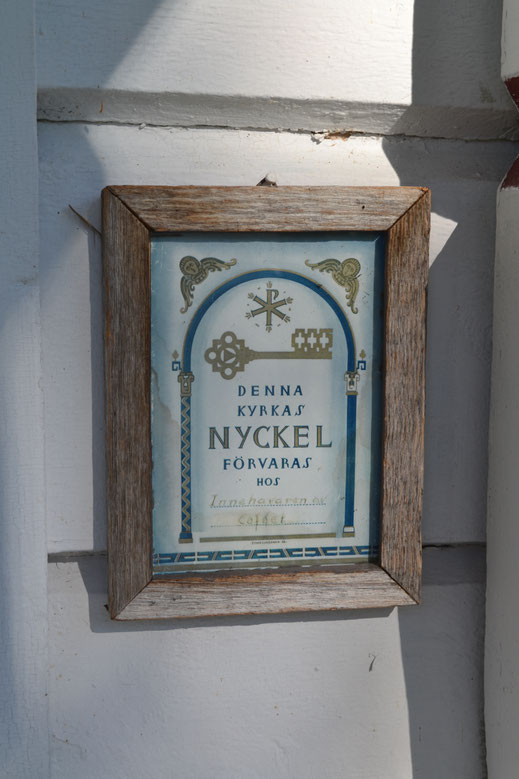 DENNA
KYRKAS
NYCKEL
FÖRVARAS
HOS
Innehavaren av